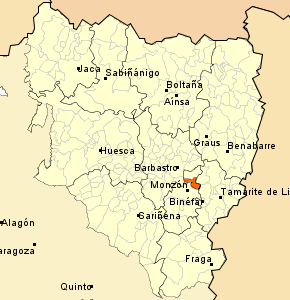 Jaca
Sabiñánigo
Boltaña
Aínsa
Graus
Benabarre
Huesca
Barbastro
Monzón
Tamarite de Li
Binéfar
Sariñena
Alagón
aragoza
Fraga
Quinto